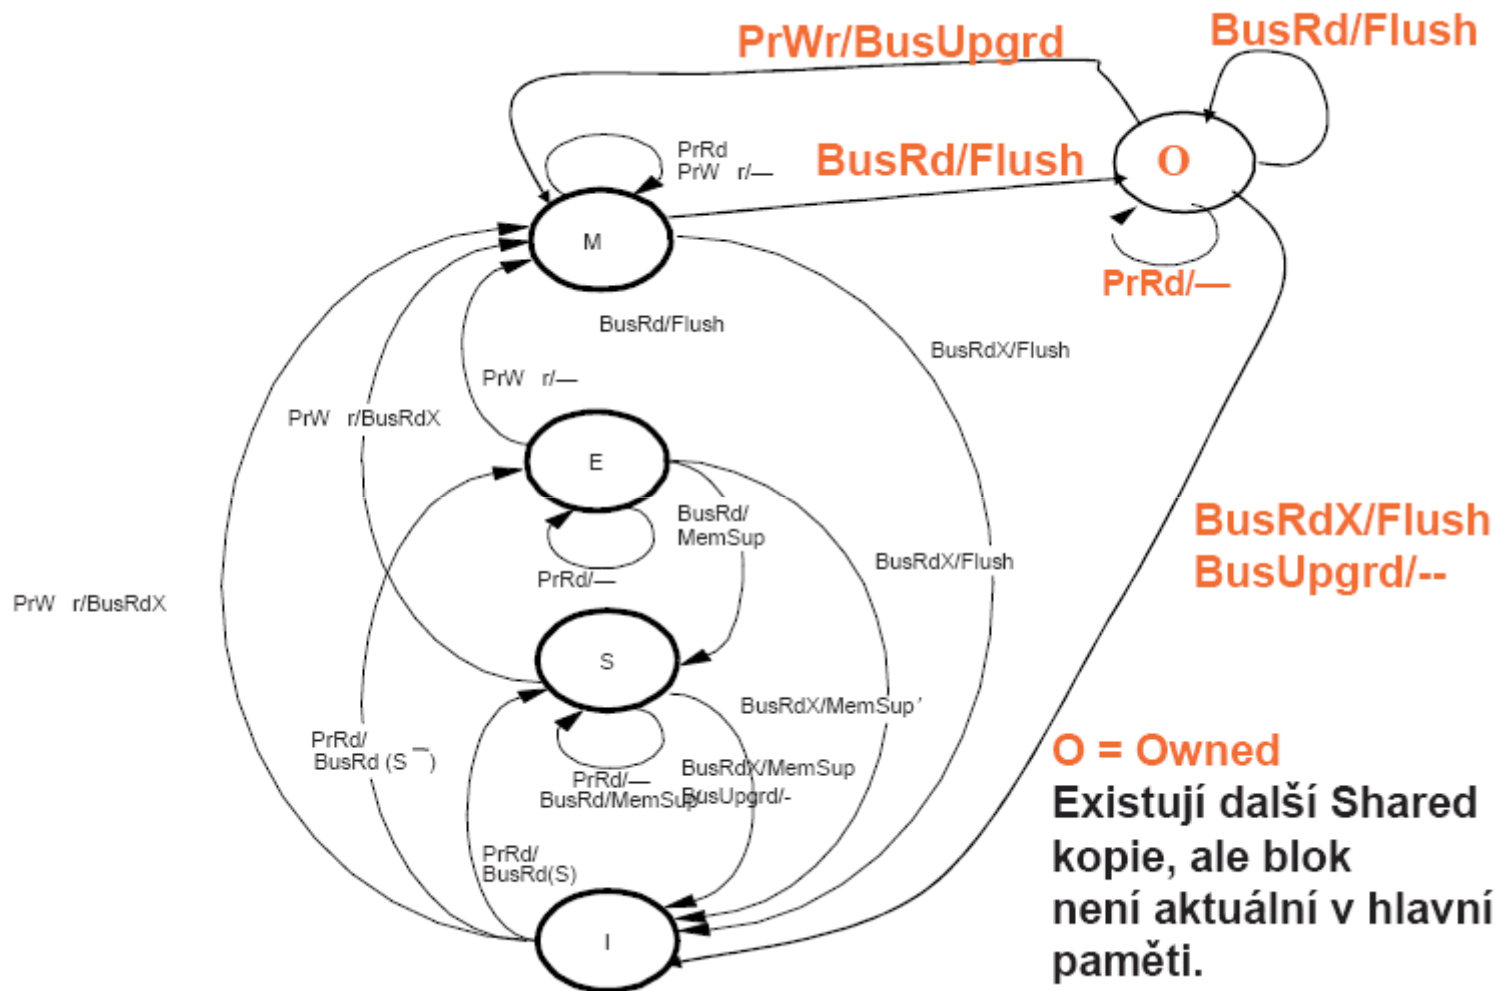 PrWr/BusUpgrd
BusRd/Flush
PrRd
PrW r/—
BusRd/Flush
O
M
PrRd/—
BusRd/Flush
BusRdX/Flush
PrW r/—
PrW r/BusRdX
E
BusRd/
MemSup
BusRdX/Flush
PrRd/—
BusRdX/Flush
BusUpgrd/--
PrW r/BusRdX
S
BusRdX/MemSup
PrRd/
BusRd (S¯)
PrRd/—
BusRd/MemSup
BusRdX/MemSup
BusUpgrd/-
PrRd/
BusRd(S)
I
O = Owned
Existují další Shared
kopie, ale blok
není aktuální v hlavní
paměti.